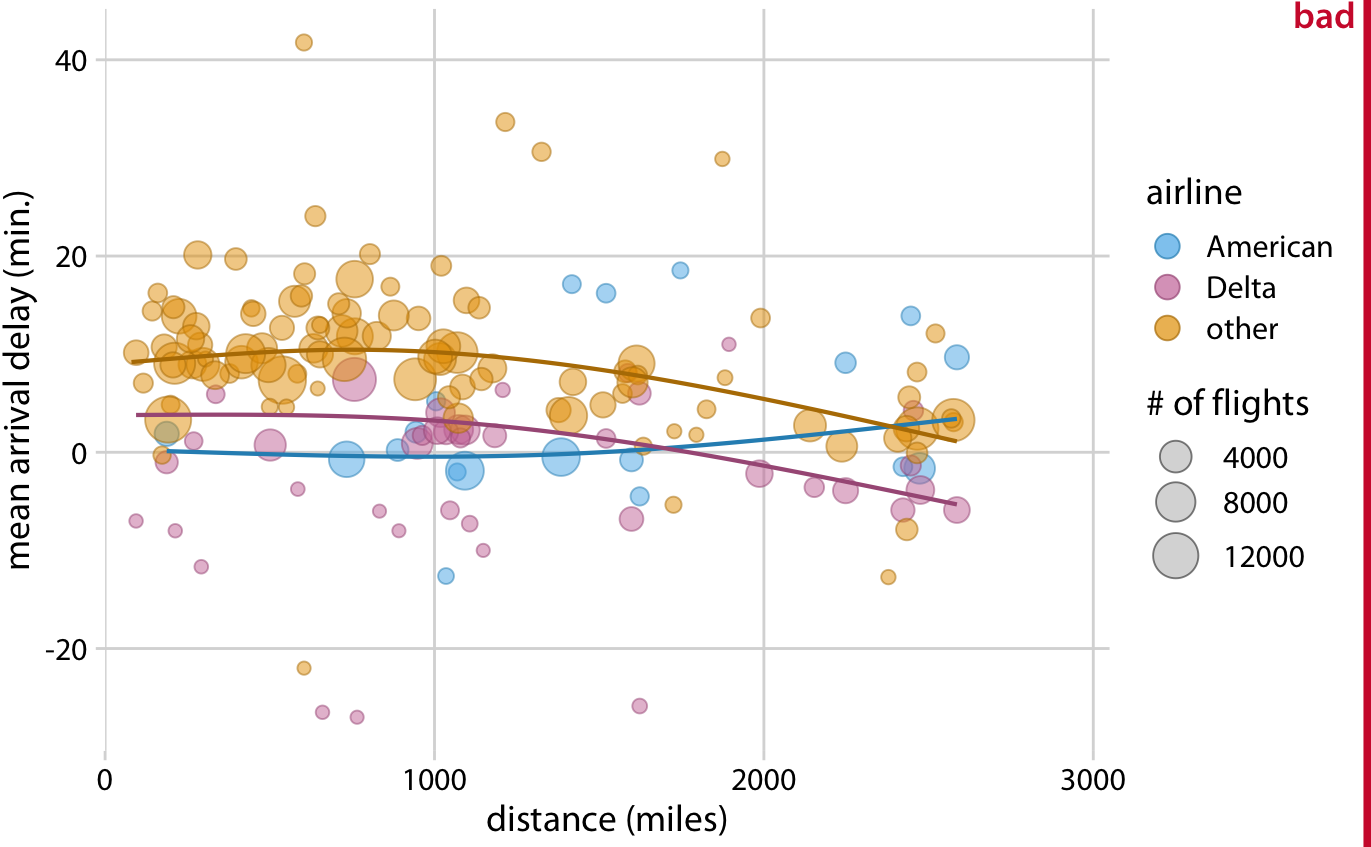 bad
40
20
0
-20
mean arrival delay (min.)
0
1000
2000
3000
distance (miles)
airline
American
Delta
other
# of flights
4000
8000
12000